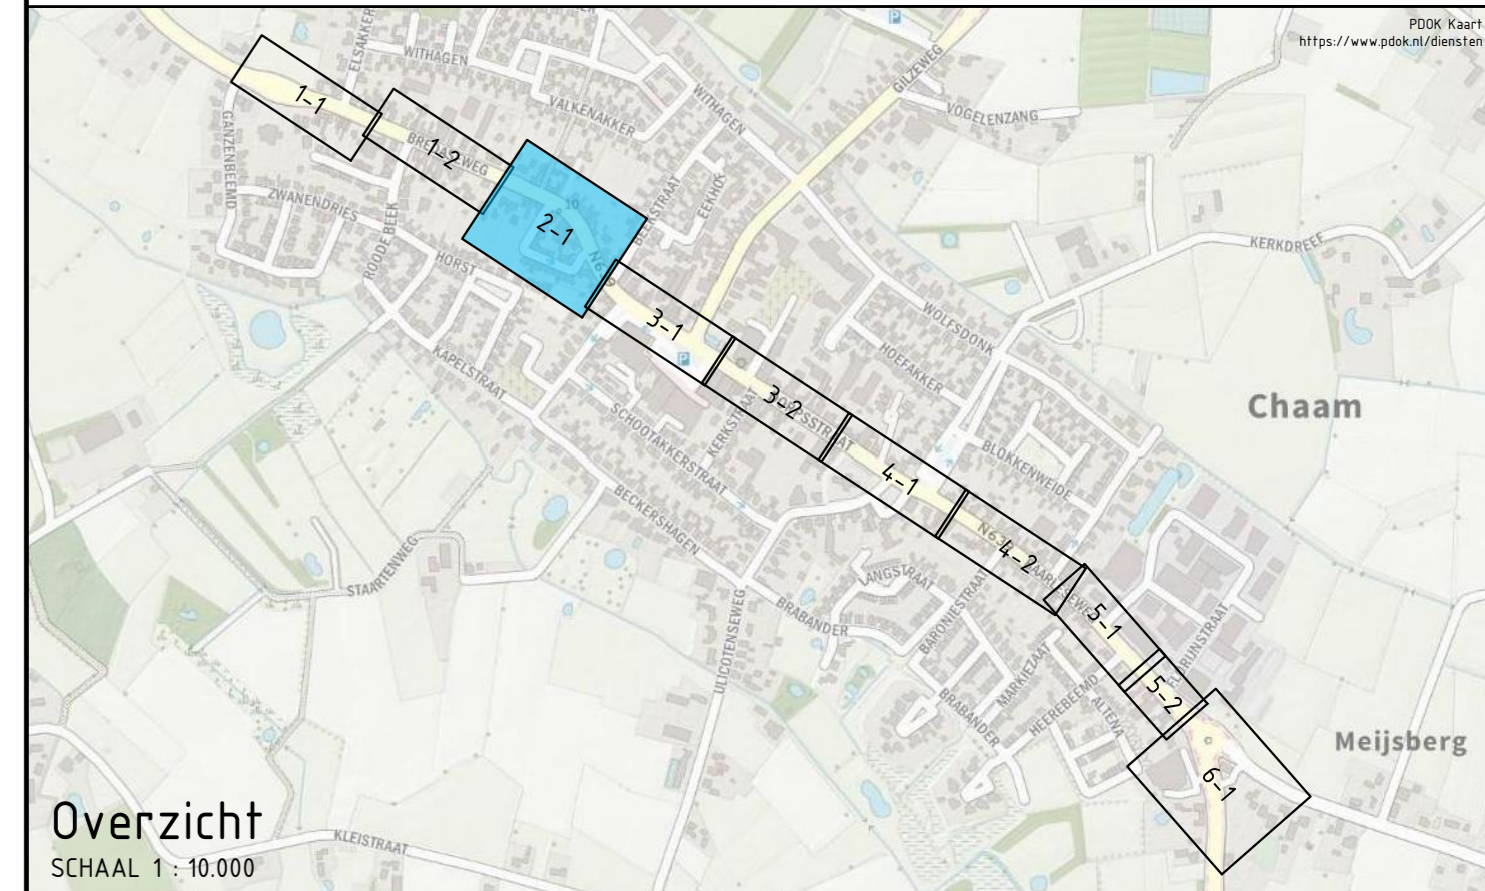 PDOK Kaart
https://www.pdok.nl/diensten
P
GILZEWEG
ELSAKKER
WITHAGEN
VALKENAKKER
WITHAGEN
VOGELENZANG
1-1
1-2
GANZENBEEMD
ZWANENDRIES
ROODE BEEK
HORST
2-1
10
EEKHOF
KERKDREEF
3-1
P
WOLFSDONK
HOEFAKKER
KAPELSTRAAT
3-2
Chaam
SCHOOTAKKERSTRAAT
KERKSTRAAT
BLOKKENWEIDE
4-1
BECKERSHAGEN
4-2
STAARTENWEG
LANGSTRAAT
BARONIESTRAAT
BRABANDER
ULICOTENSEWEG
5-1
MARKIEZAAT
HEEREBEEMD
ALTENA
BRABANDER
5-2
Meijsberg
6-1
Overzicht
SCHAAL 1 : 10.000
KLEISTRAAT